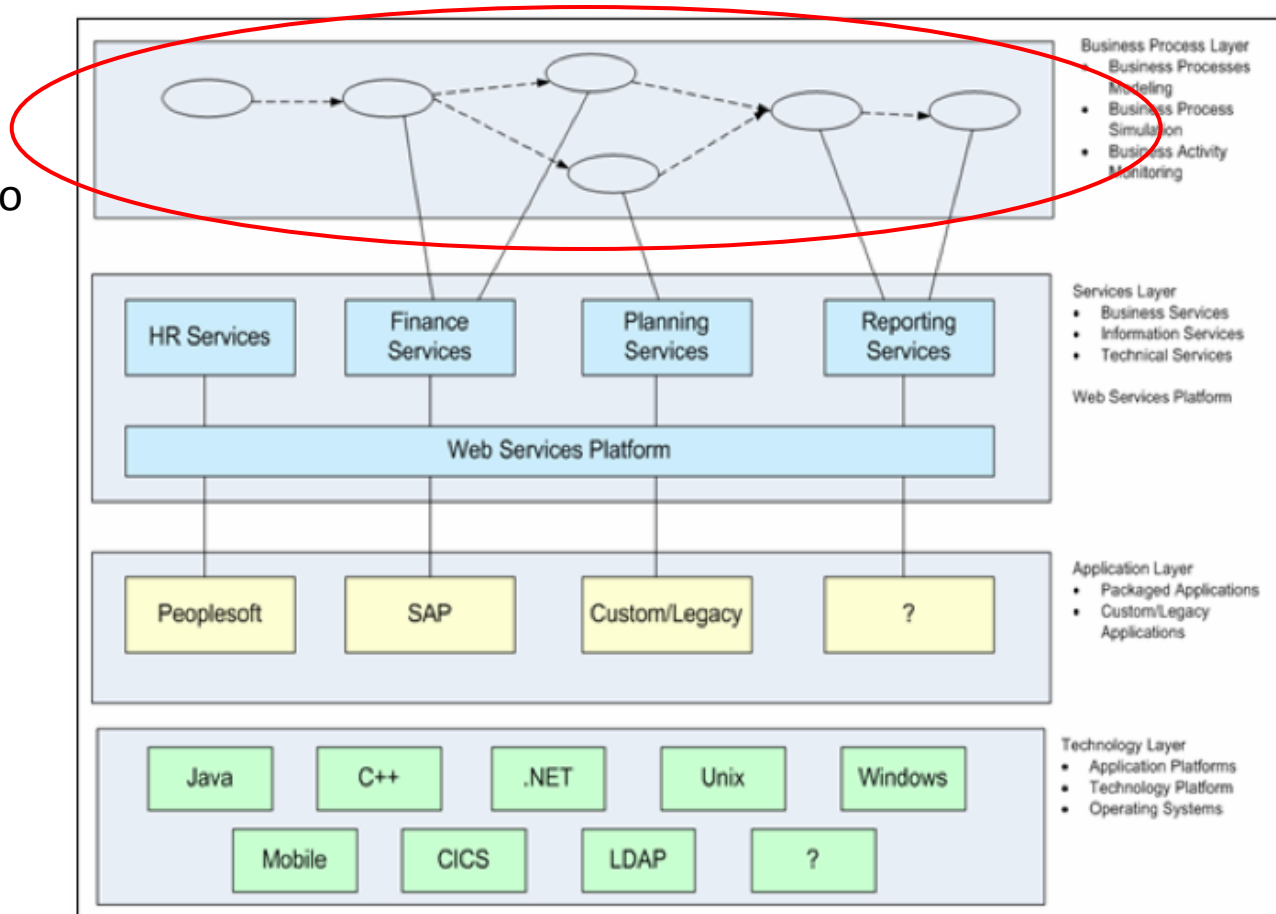 Business Process Layer
• Business Processes
Modeling
• Business Process
Simulation
• Business Activity
Monitoring
o
HR Services
Finance
Services
Planning
Services
Reporting
Services
Services Layer
• Business Services
• Information Services
• Technical Services
Web Services Platform
Web Services Platform
Peoplesoft
SAP
Custom/Legacy
?
Application Layer
• Packaged Applications
• Custom/Legacy
Applications
Java
C++
.NET
Unix
Windows
Mobile
CICS
LDAP
?
Technology Layer
• Application Platforms
• Technology Platform
• Operating Systems